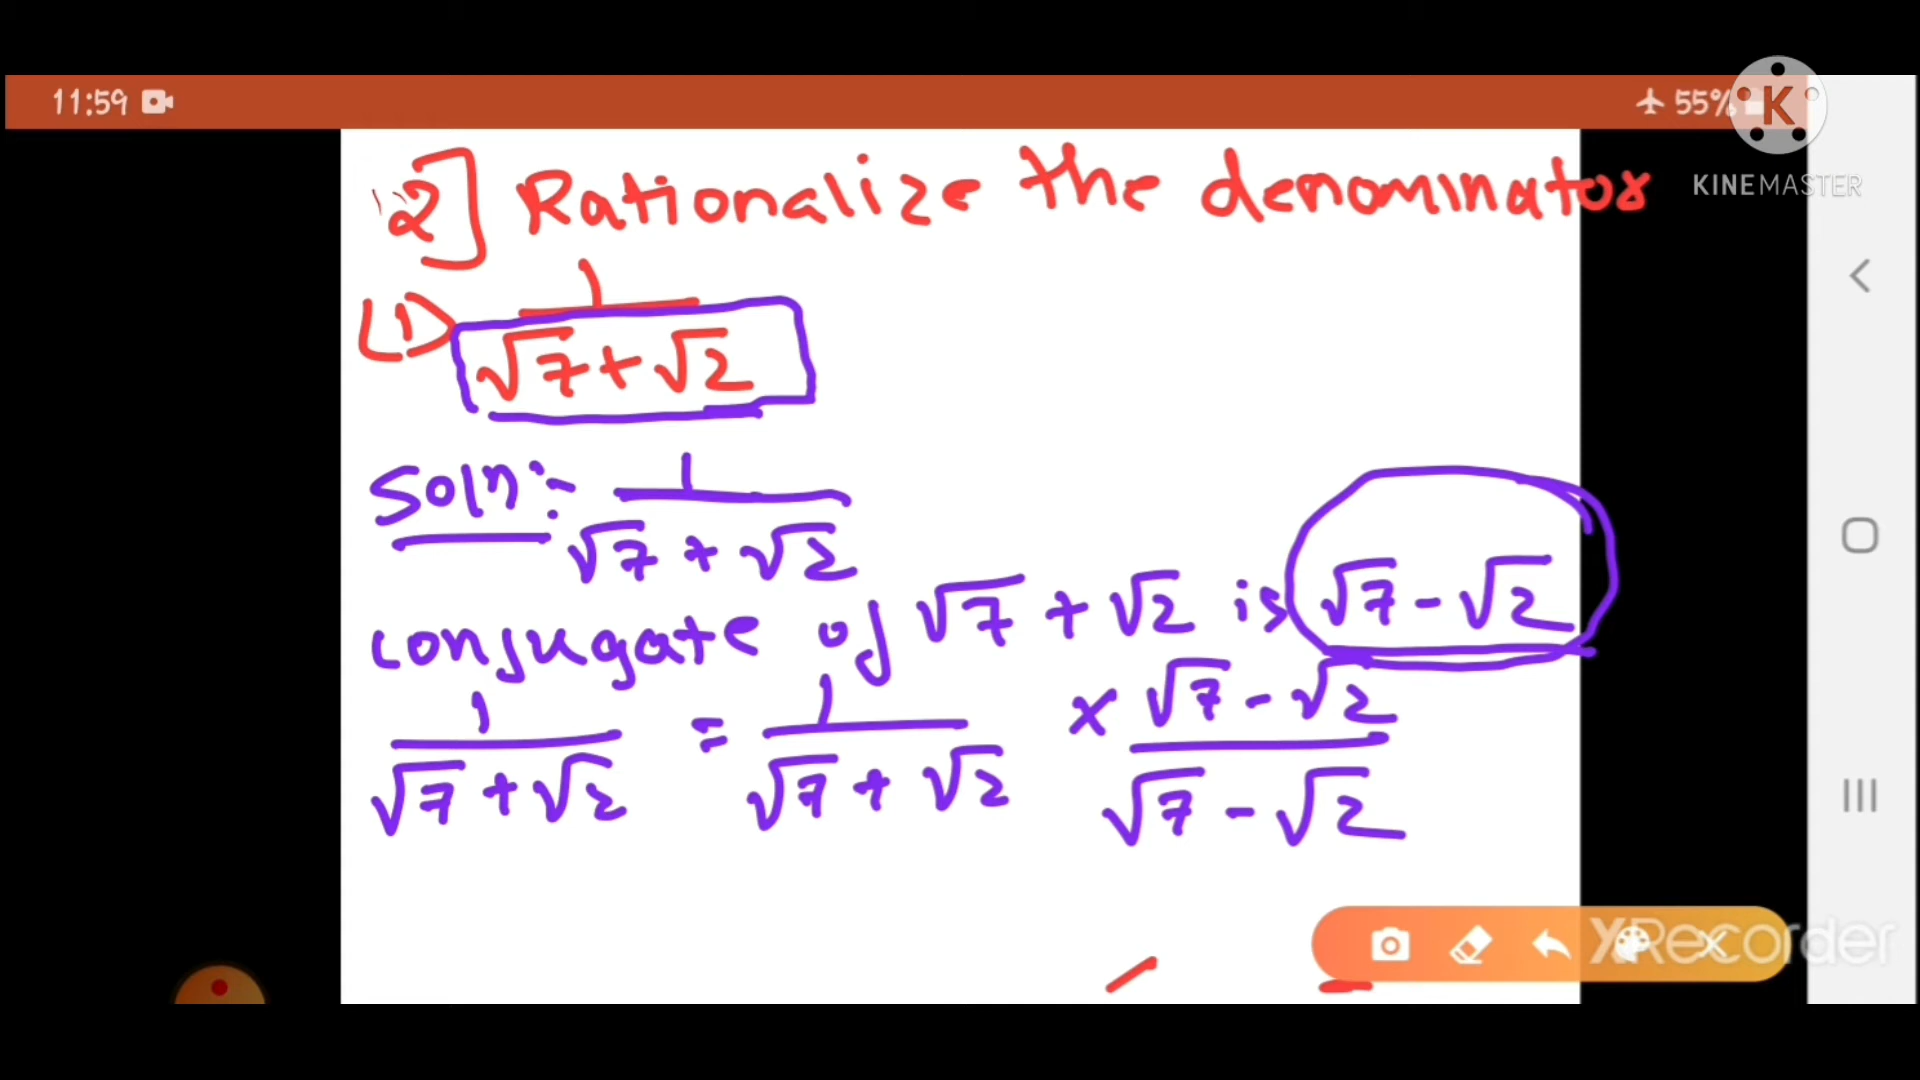 11:59
55%
KINEMASTER
2] Rationalize the denominator
(1) 1/√7+√2
Soln:- 1/√7+√2
conjugate of √7+√2 is √7-√2
1/√7+√2 = 1/√7+√2 × √7-√2/√7-√2
XRecorder